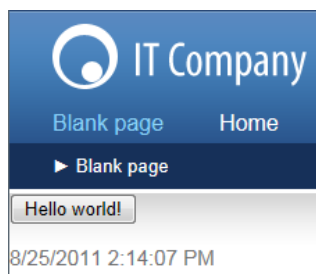 IT Company
Blank page Home
► Blank page
Hello world!
8/25/2011 2:14:07 PM